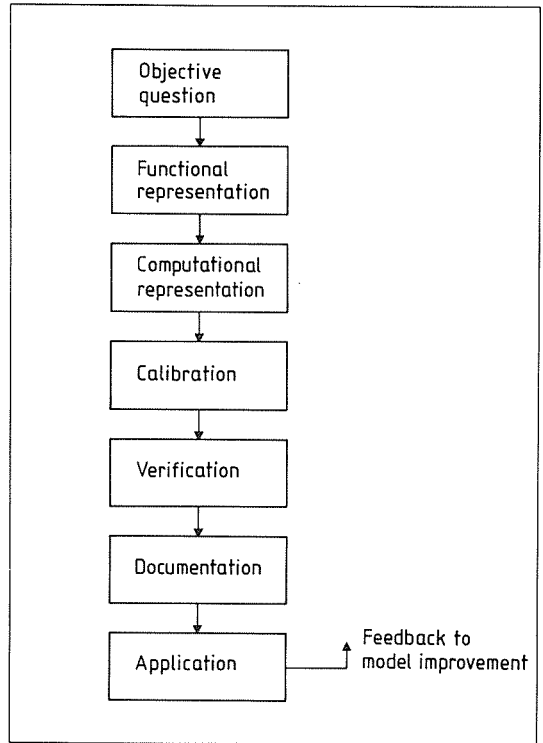 Objective
question
Functional
representation
Computational
representation
Calibration
Verification
Documentation
Application
Feedback to
model improvement